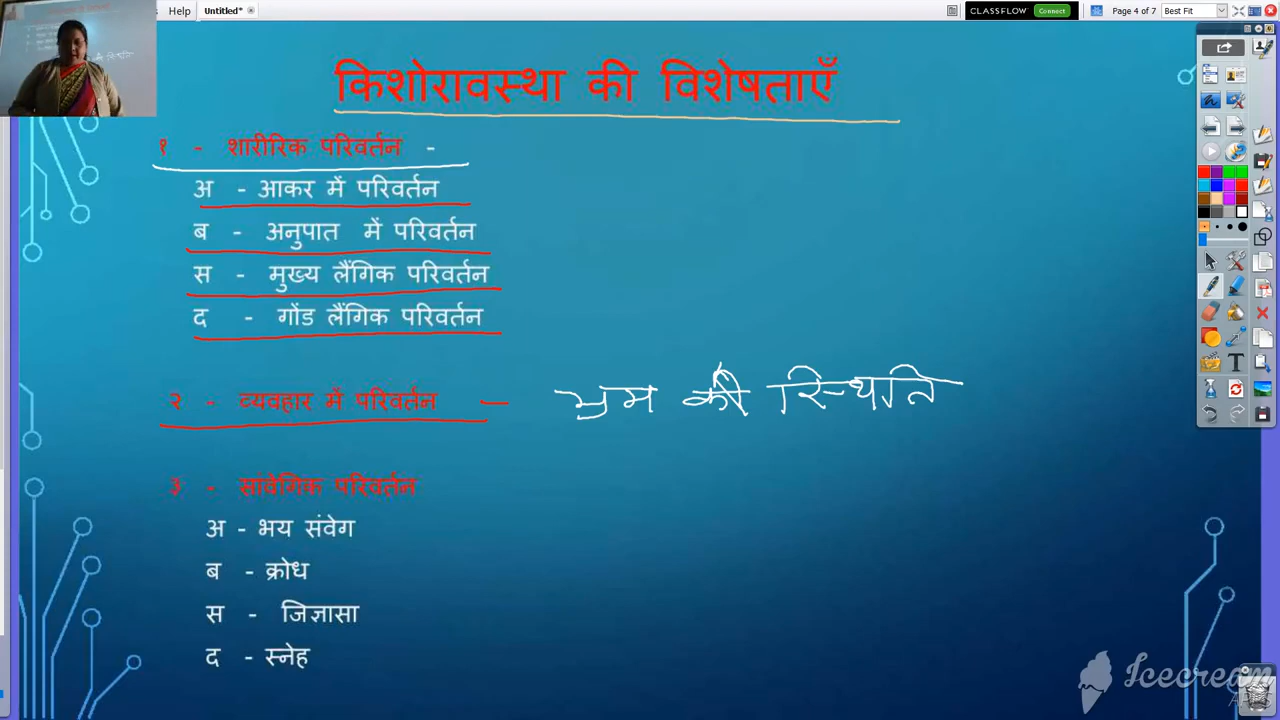 Help Untitled* CLASSFLOW Connect Page 4 of 7 Best Fit
किशोरावस्था की विशेषताएँ
१ - शारीरिक परिवर्तन -
अ - आकर में परिवर्तन
ब - अनुपात में परिवर्तन
स - मुख्य लैंगिक परिवर्तन
द - गोंड लैंगिक परिवर्तन
२ - व्यवहार में परिवर्तन — भ्रम की स्थिति
३ - सांवेगिक परिवर्तन
अ - भय संवेग
ब - क्रोध
स - जिज्ञासा
द - स्नेह
Icecream
APPS